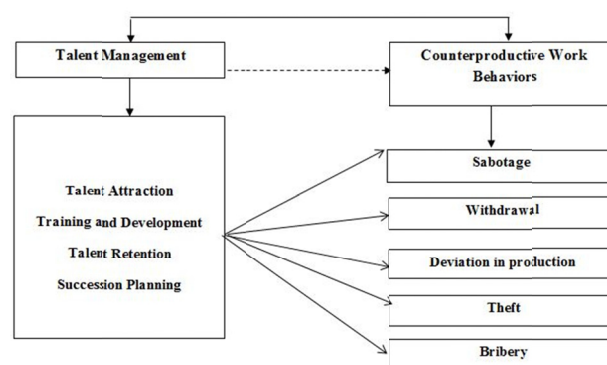 Talent Management
Counterproductive Work
Behaviors
Talent Attraction
Training and Development
Talent Retention
Succession Planning
Sabotage
Withdrawal
Deviation in production
Theft
Bribery